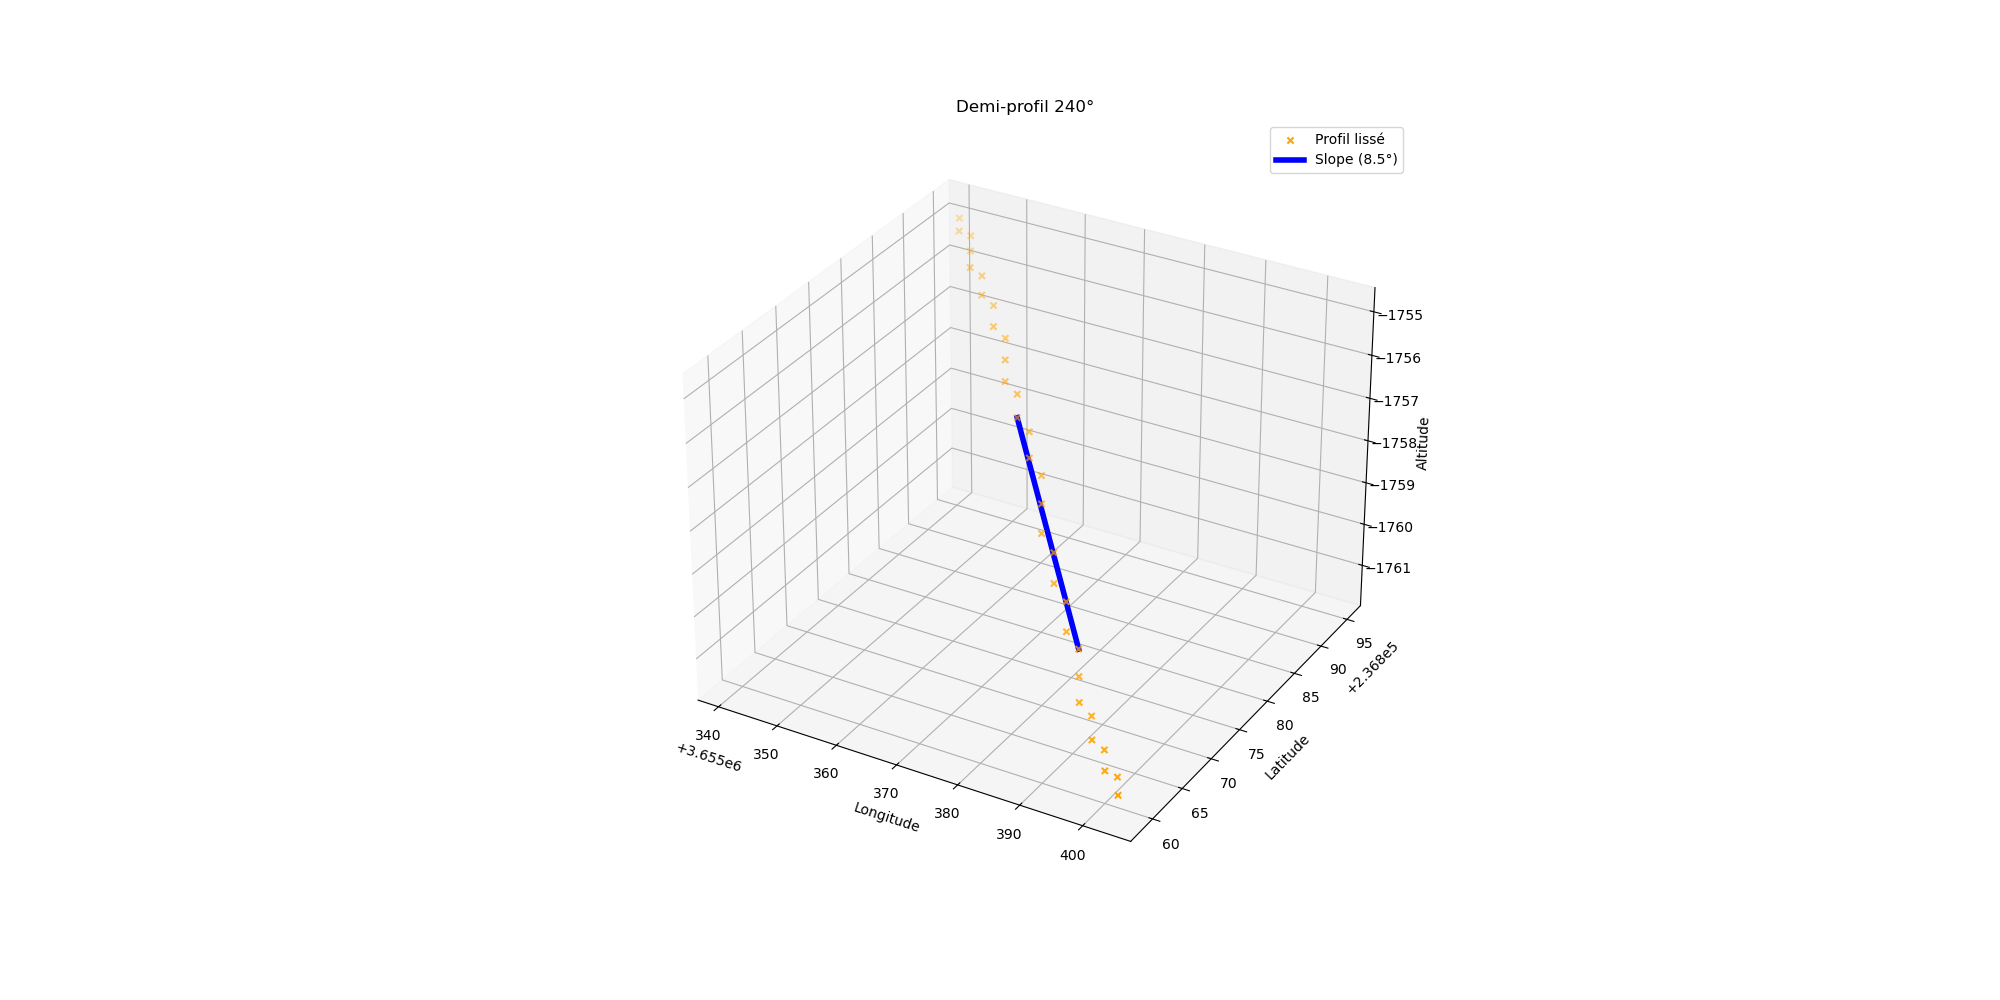 Demi-profil 240°
Profil lissé
Slope (8.5°)
−1755
−1756
−1757
−1758
−1759
−1760
−1761
Altitude
95
90
85
80
75
70
65
60
+2.368e5
Latitude
340
350
360
370
380
390
400
+3.655e6
Longitude